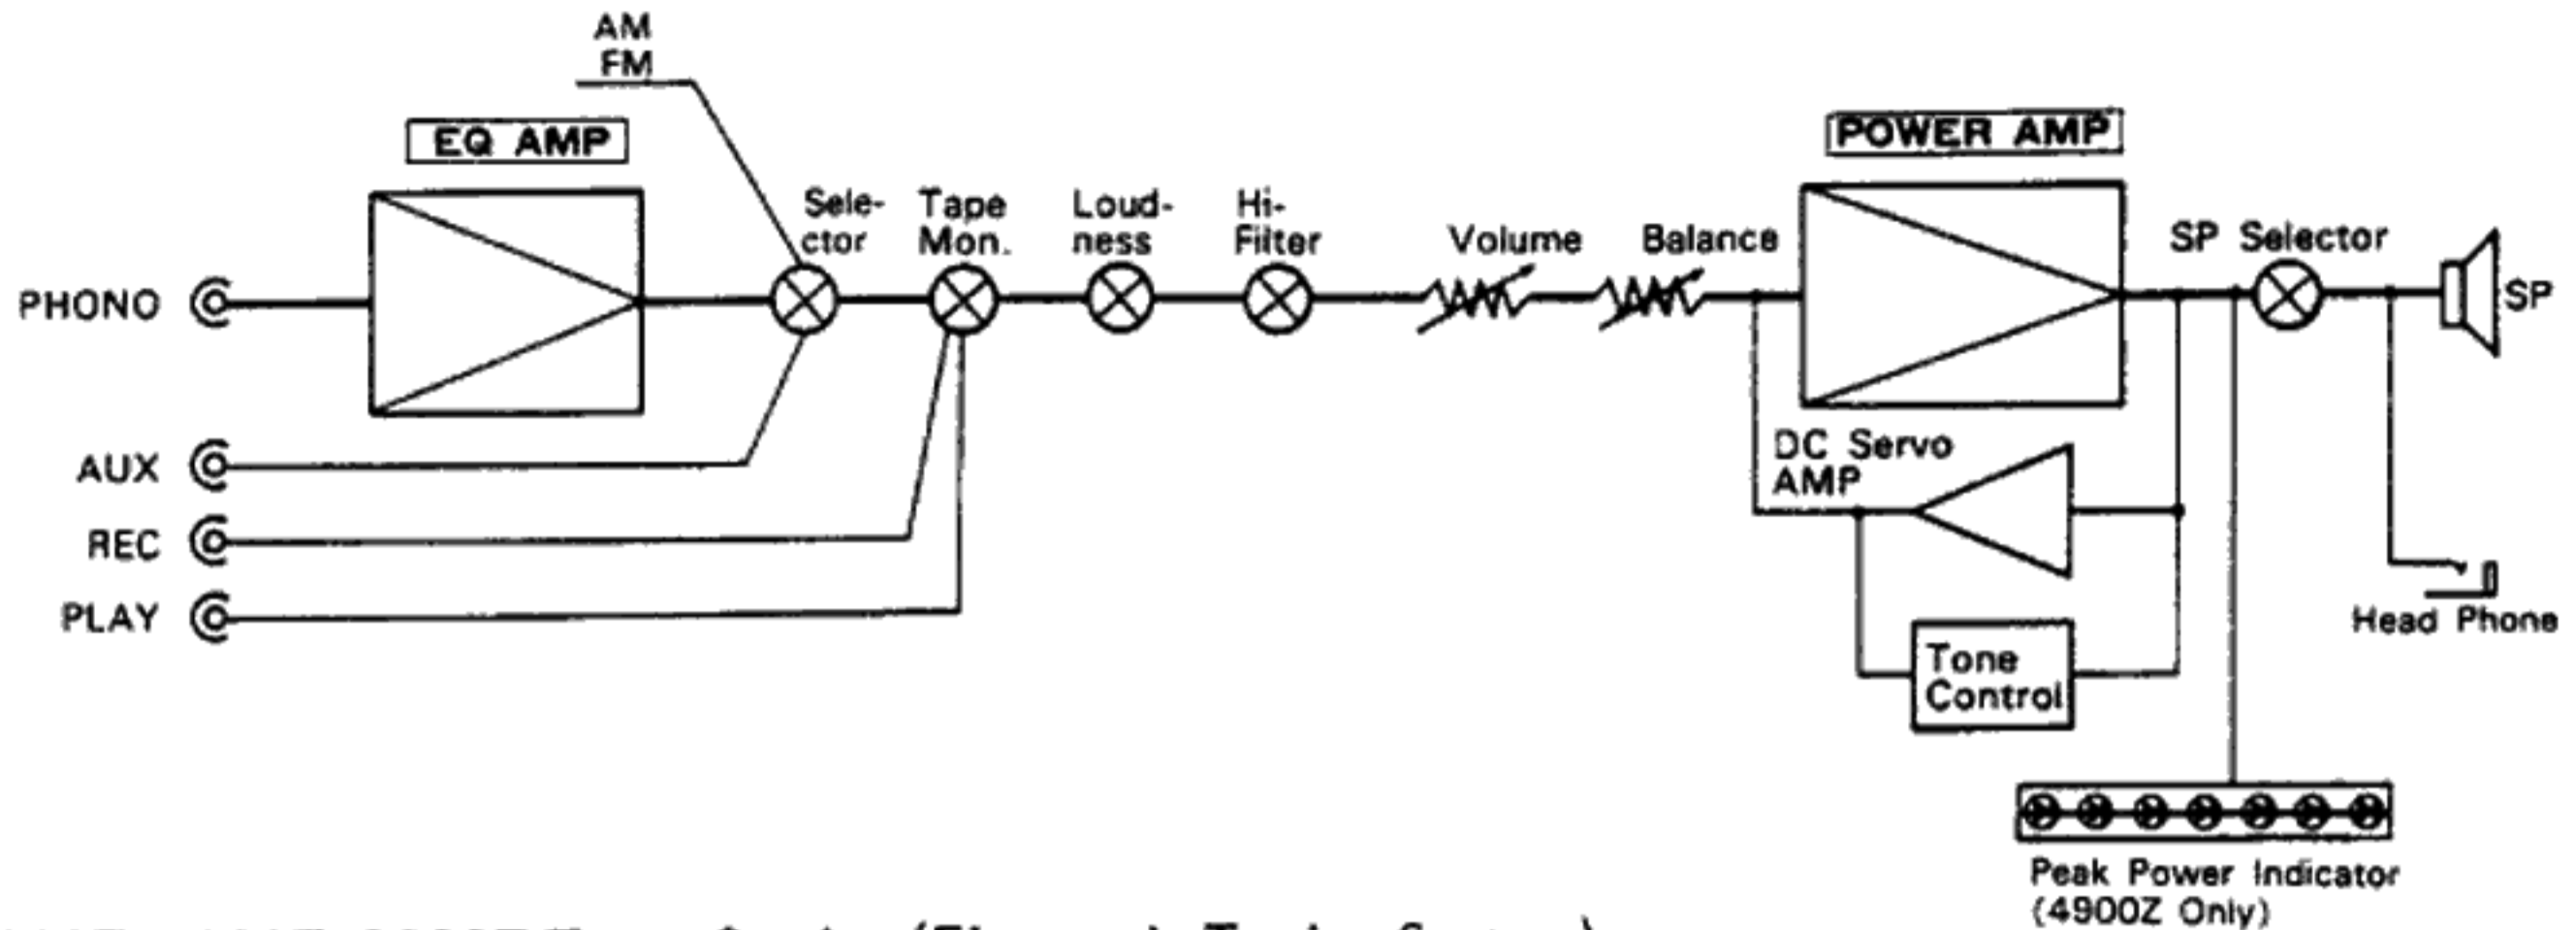 AM
FM
EQ AMP
POWER AMP
Sele-
ctor
Tape
Mon.
Loud-
ness
Hi-
Filter
Volume
Balance
SP Selector
PHONO
SP
AUX
DC Servo
AMP
REC
PLAY
Head Phone
Tone
Control
Peak Power Indicator
(4900Z Only)